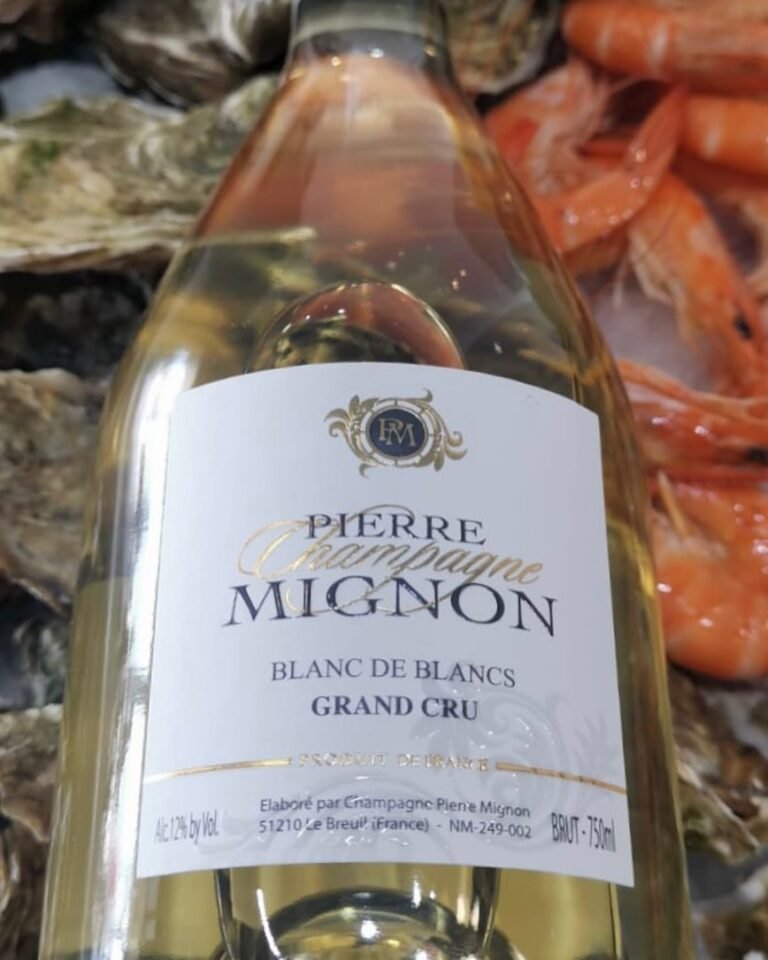 PM
PIERRE
Champagne
MIGNON
BLANC DE BLANCS
GRAND CRU
PRODUIT DE FRANCE
Elaboré par Champagne Pierre Mignon
Alc.12% by Vol. 51210 Le Breuil (France) - NM-249-002 BRUT - 750ml